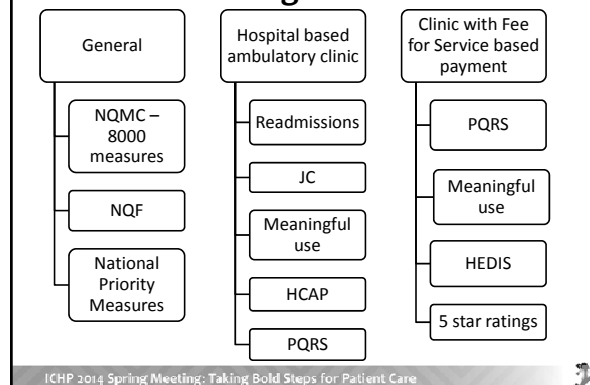 General
NQMC –
8000
measures
NQF
National
Priority
Measures
Hospital based
ambulatory clinic
Readmissions
JC
Meaningful
use
HCAP
PQRS
Clinic with Fee
for Service based
payment
PQRS
Meaningful
use
HEDIS
5 star ratings
ICHP 2014 Spring Meeting: Taking Bold Steps for Patient Care